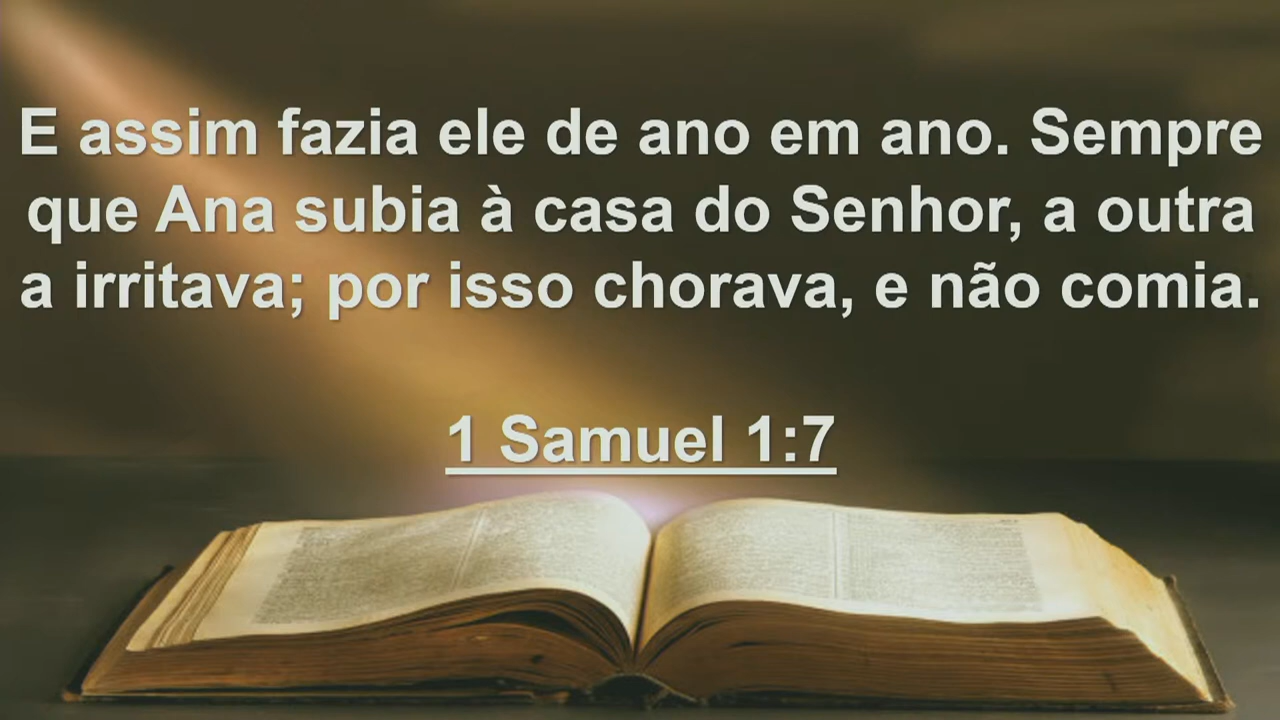 E assim fazia ele de ano em ano. Sempre
que Ana subia à casa do Senhor, a outra
a irritava; por isso chorava, e não comia.
1 Samuel 1:7